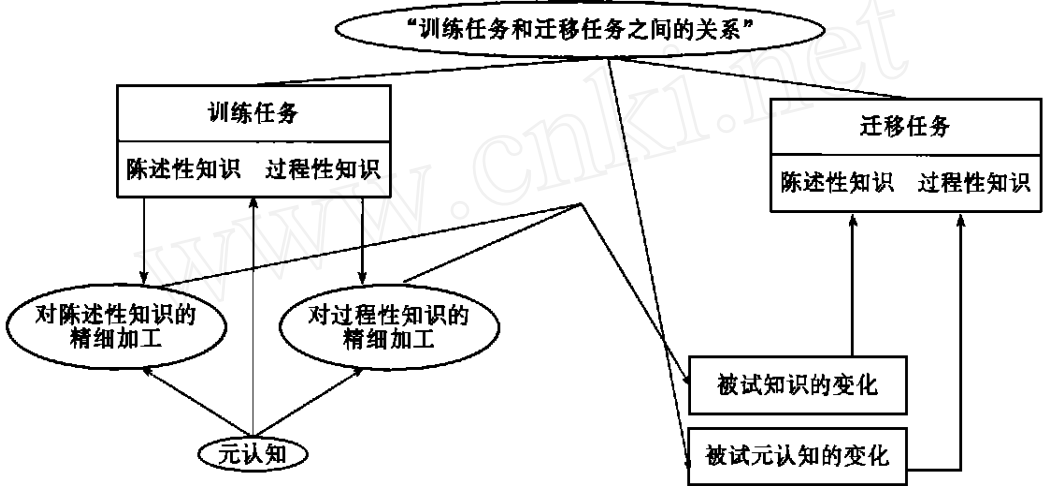 “训练任务和迁移任务之间的关系”
训练任务
陈述性知识 过程性知识
迁移任务
陈述性知识 过程性知识
对陈述性知识的
精细加工
对过程性知识的
精细加工
元认知
被试知识的变化
被试元认知的变化
www.cnki.net